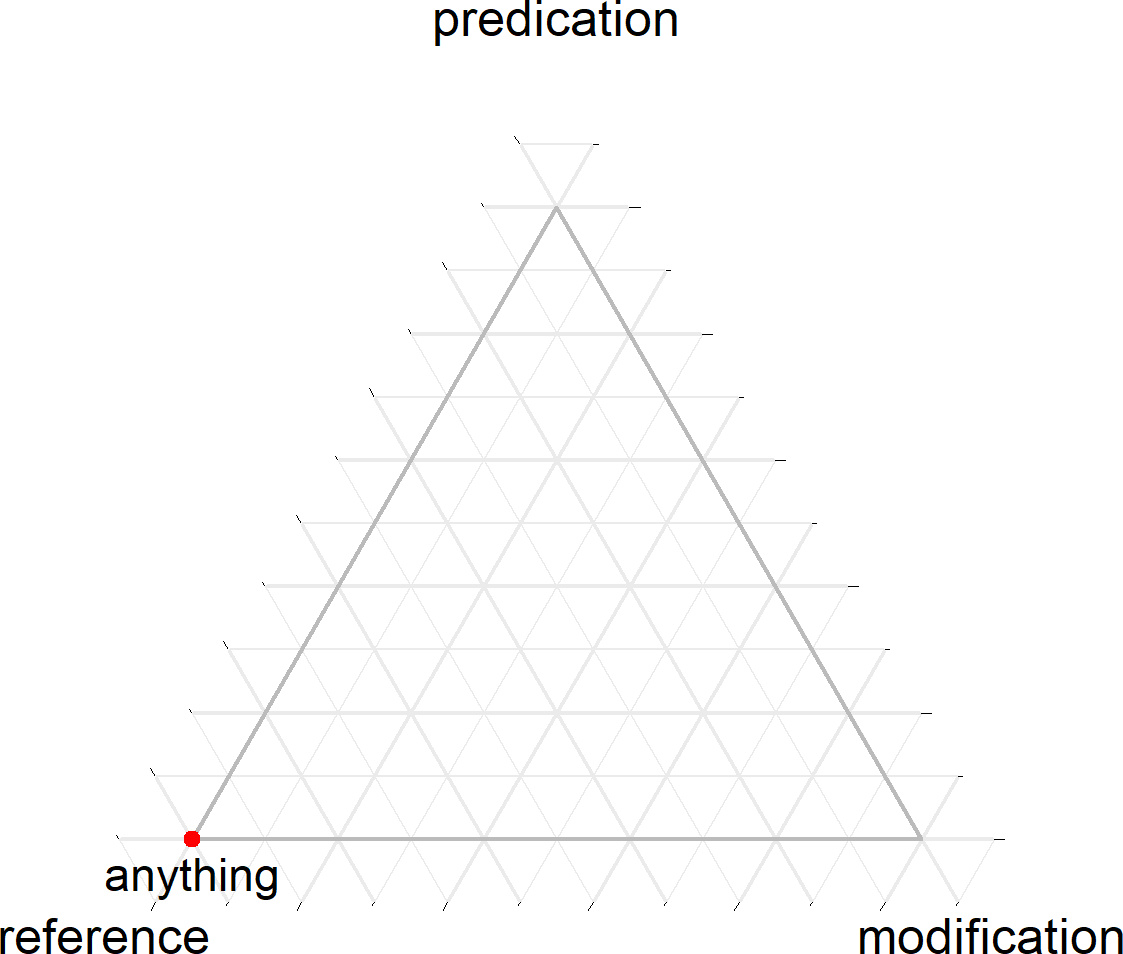 predication
anything
reference
modification